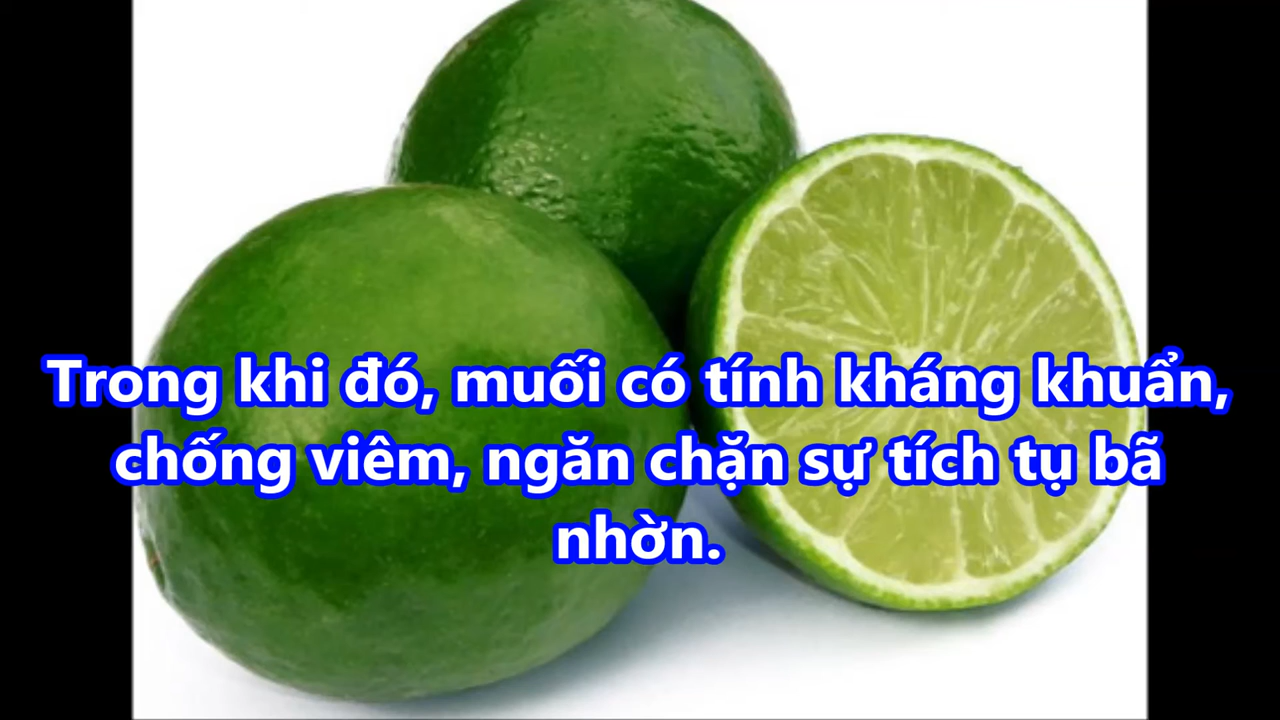 Trong khi đó, muối có tính kháng khuẩn,
chống viêm, ngăn chặn sự tích tụ bã
nhờn.